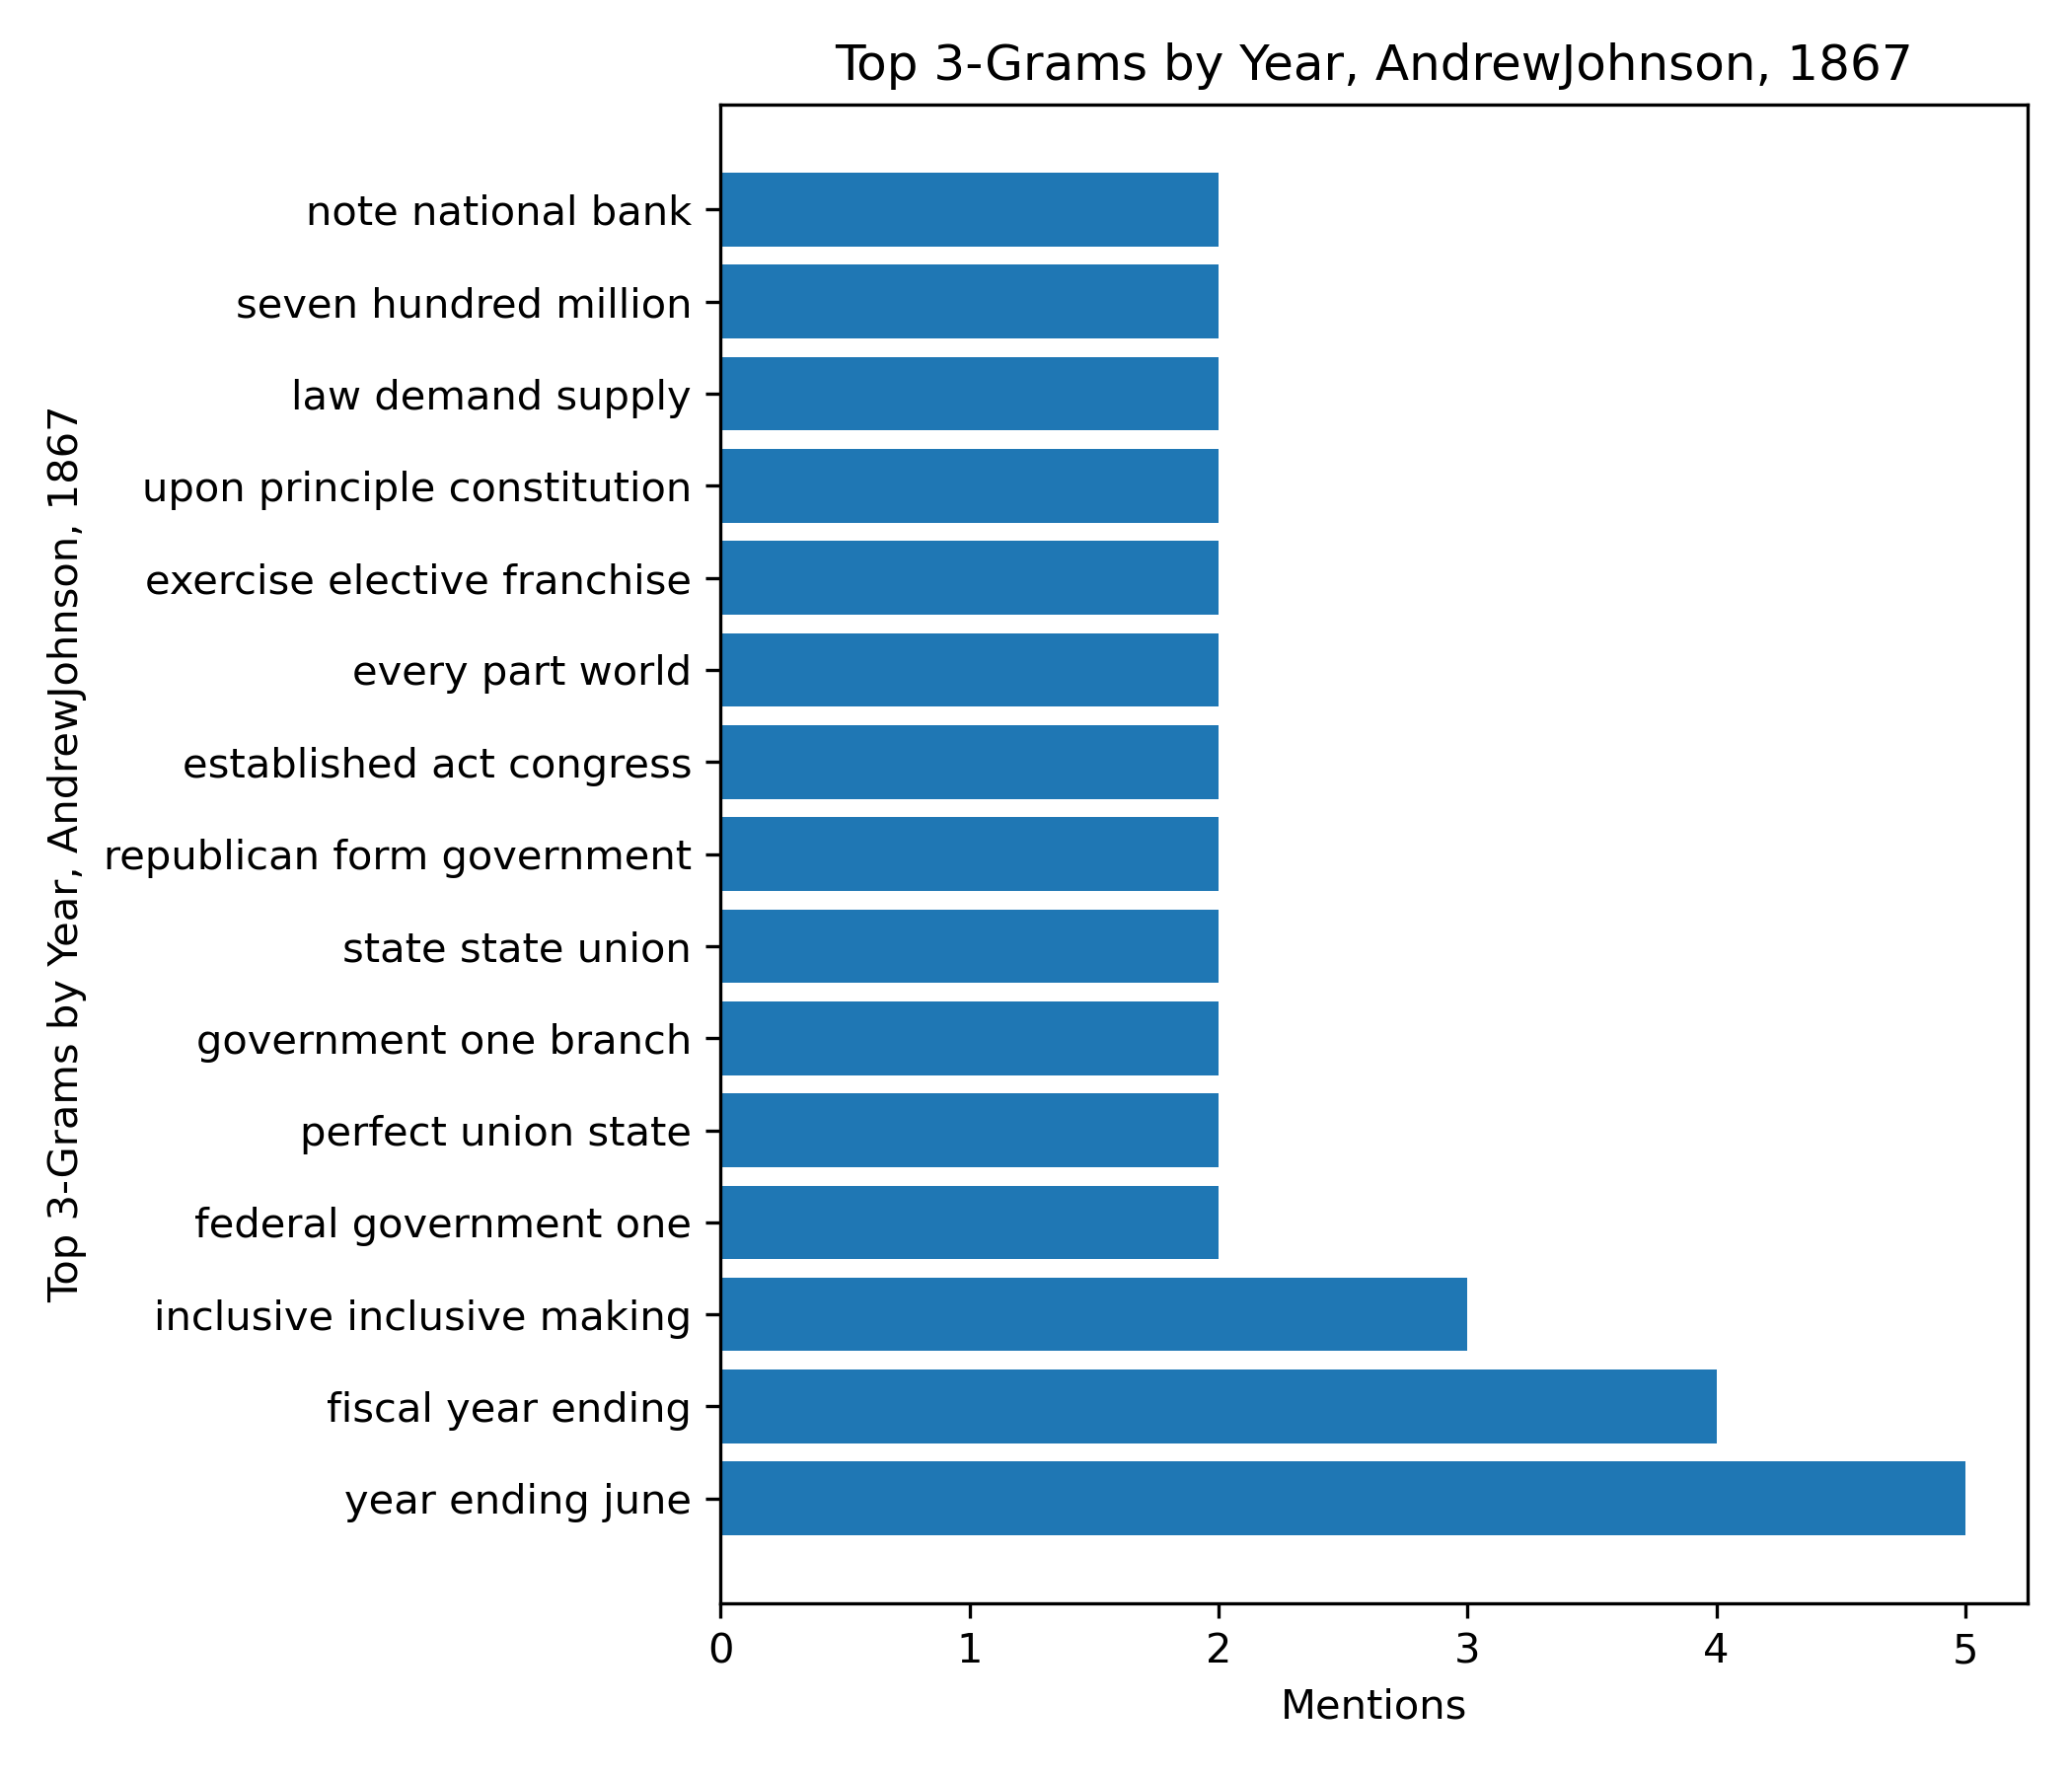 Top 3-Grams by Year, AndrewJohnson, 1867
Top 3-Grams by Year, AndrewJohnson, 1867
note national bank
seven hundred million
law demand supply
upon principle constitution
exercise elective franchise
every part world
established act congress
republican form government
state state union
government one branch
perfect union state
federal government one
inclusive inclusive making
fiscal year ending
year ending june
0 1 2 3 4 5
Mentions